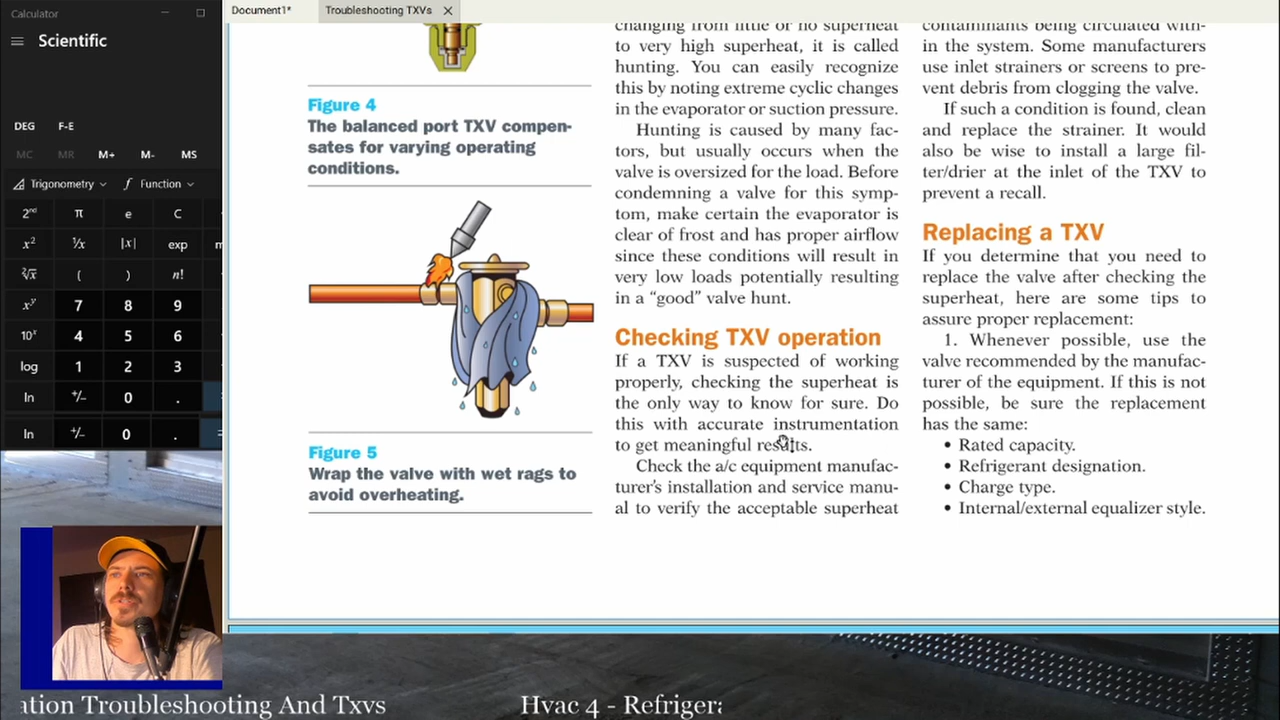 Calculator
Scientific
DEG F-E
MC MR M+ M- MS
Trigonometry Function
2nd π e C
x² ¹/x |x| exp
²√x ( ) n!
xʸ 7 8 9
10ˣ 4 5 6
log 1 2 3
ln +/- 0 .
ln +/- 0 .
Document1*
Troubleshooting TXVs
Figure 4
The balanced port TXV compen-
sates for varying operating
conditions.
Figure 5
Wrap the valve with wet rags to
avoid overheating.
changing from little or no superheat
to very high superheat, it is called
hunting. You can easily recognize
this by noting extreme cyclic changes
in the evaporator or suction pressure.
Hunting is caused by many fac-
tors, but usually occurs when the
valve is oversized for the load. Before
condemning a valve for this symp-
tom, make certain the evaporator is
clear of frost and has proper airflow
since these conditions will result in
very low loads potentially resulting
in a “good” valve hunt.
Checking TXV operation
If a TXV is suspected of working
properly, checking the superheat is
the only way to know for sure. Do
this with accurate instrumentation
to get meaningful results.
Check the a/c equipment manufac-
turer's installation and service manu-
al to verify the acceptable superheat
contaminants being circulated with-
in the system. Some manufacturers
use inlet strainers or screens to pre-
vent debris from clogging the valve.
If such a condition is found, clean
and replace the strainer. It would
also be wise to install a large fil-
ter/drier at the inlet of the TXV to
prevent a recall.
Replacing a TXV
If you determine that you need to
replace the valve after checking the
superheat, here are some tips to
assure proper replacement:
1. Whenever possible, use the
valve recommended by the manufac-
turer of the equipment. If this is not
possible, be sure the replacement
has the same:
• Rated capacity.
• Refrigerant designation.
• Charge type.
• Internal/external equalizer style.
ation Troubleshooting And Txvs Hvac 4 - Refrigera